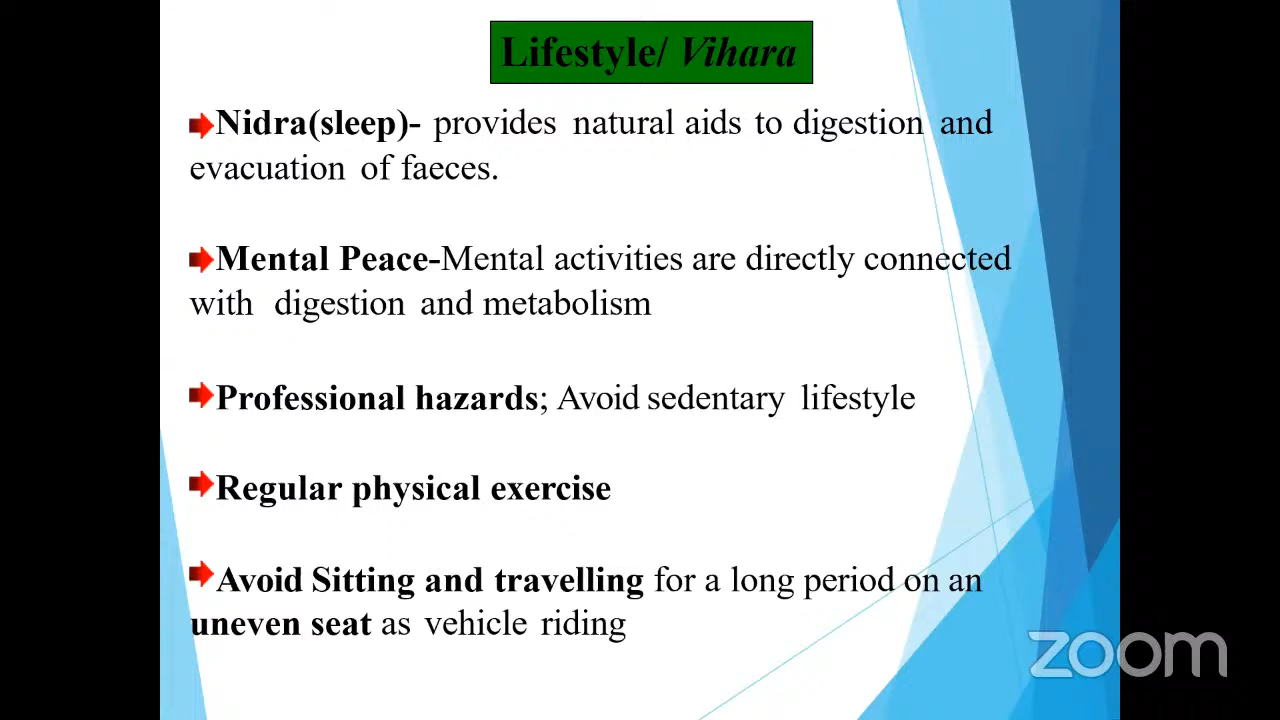 Lifestyle/ Vihara
Nidra(sleep)- provides natural aids to digestion and
evacuation of faeces.
Mental Peace-Mental activities are directly connected
with digestion and metabolism
Professional hazards; Avoid sedentary lifestyle
Regular physical exercise
Avoid Sitting and travelling for a long period on an
uneven seat as vehicle riding
zoom